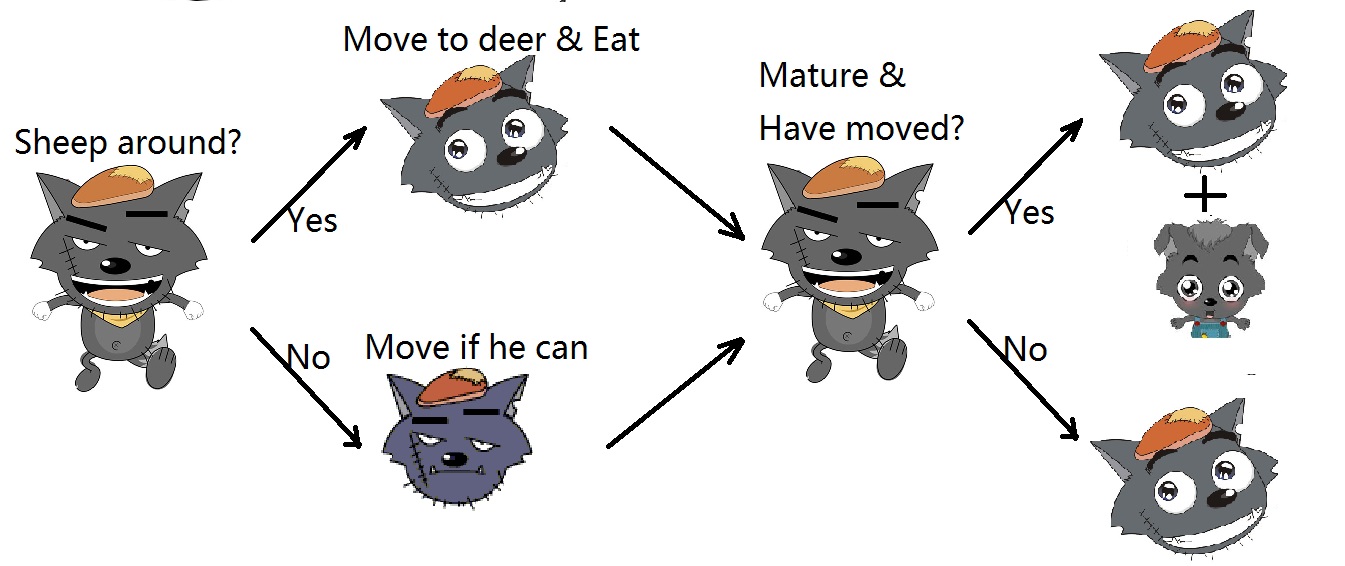 Move to deer & Eat
Sheep around?
Yes
No
Move if he can
Mature &
Have moved?
Yes
No